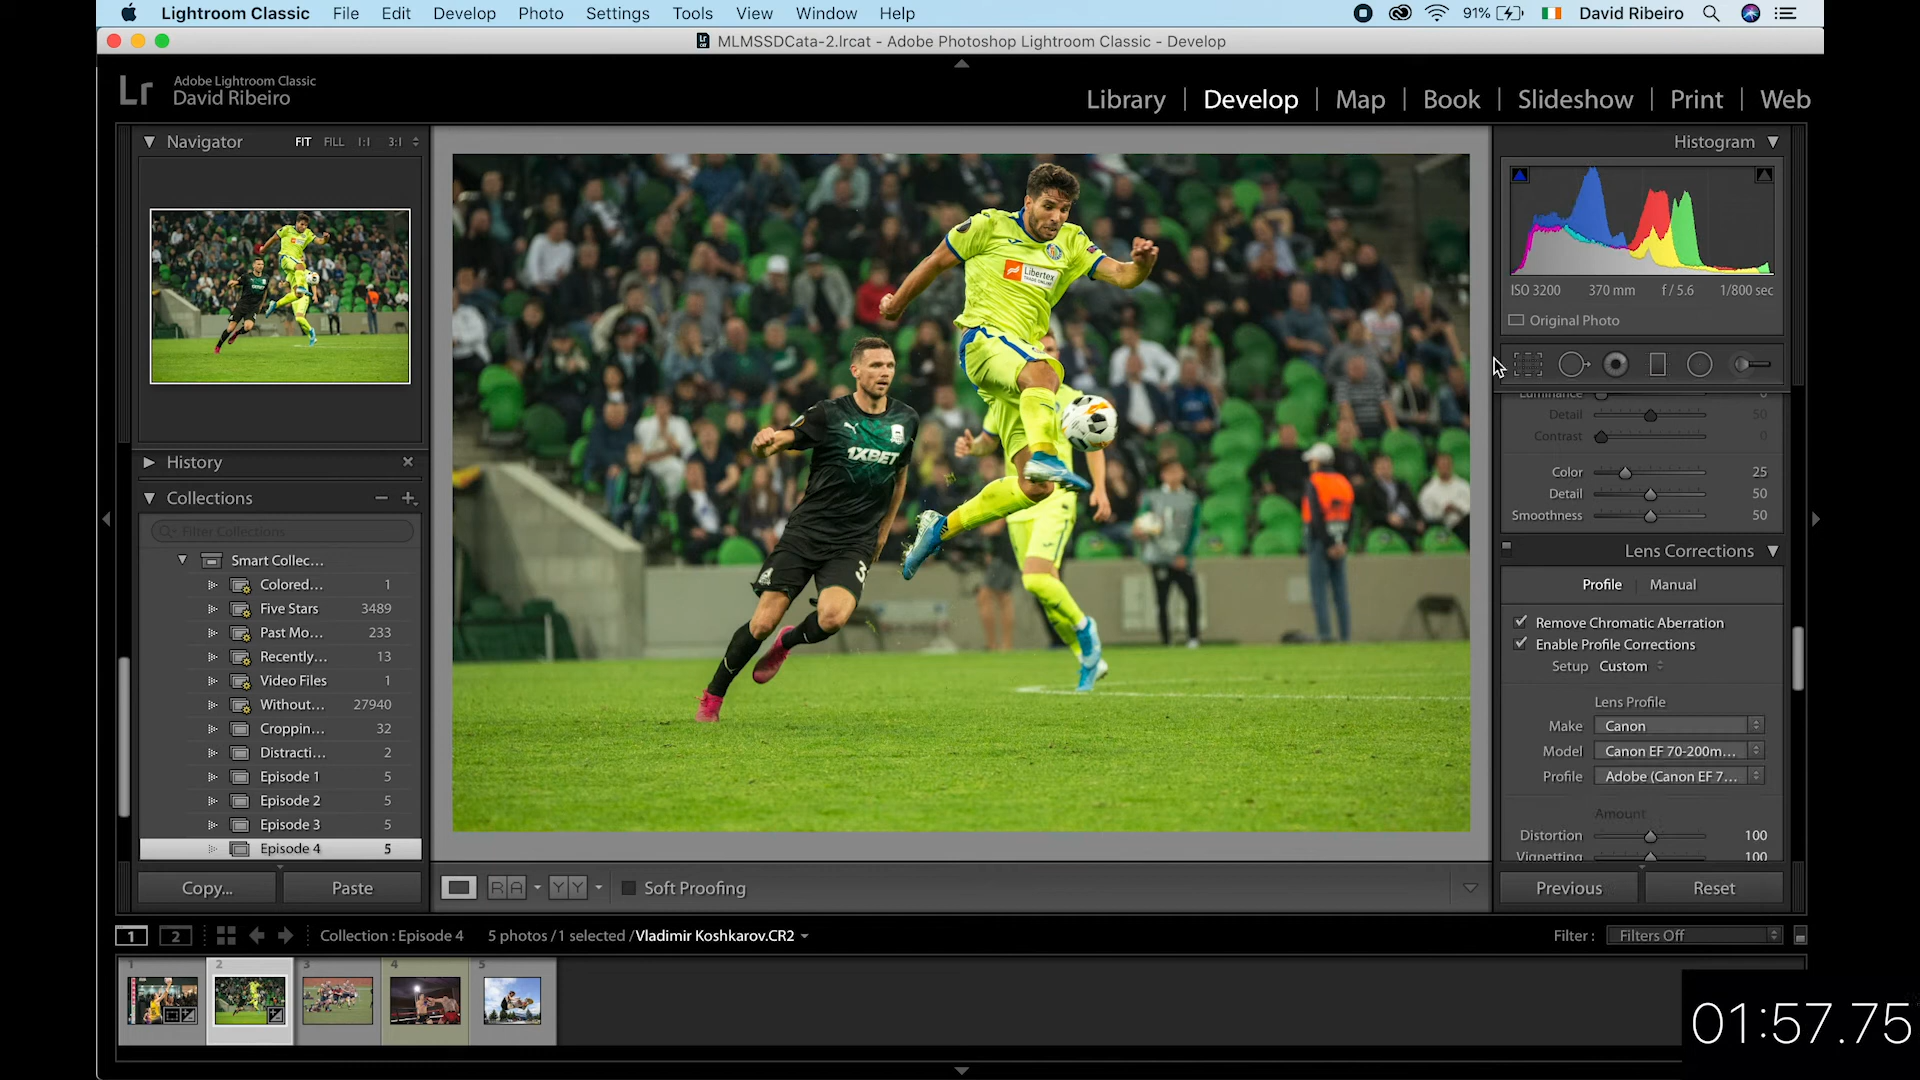 Lightroom Classic File Edit Develop Photo Settings Tools View Window Help 91% David Ribeiro
MLMSSDCata-2.lrcat - Adobe Photoshop Lightroom Classic - Develop
Lr Adobe Lightroom Classic
David Ribeiro
Library | Develop | Map | Book | Slideshow | Print | Web
Navigator FIT FILL 1:1 3:1
History
Collections
Filter Collections
Smart Collec...
Colored... 1
Five Stars 3489
Past Mo... 233
Recently... 13
Video Files 1
Without... 27940
Croppin... 32
Distracti... 2
Episode 1 5
Episode 2 5
Episode 3 5
Episode 4 5
Copy... Paste
Libertex
1XBET
3
Histogram
ISO 3200 370 mm f / 5.6 1/800 sec
Original Photo
Luminance 0
Detail 50
Contrast 0
Color 25
Detail 50
Smoothness 50
Lens Corrections
Profile | Manual
Remove Chromatic Aberration
Enable Profile Corrections
Setup Custom
Lens Profile
Make Canon
Model Canon EF 70-200m...
Profile Adobe (Canon EF 7...
Amount
Distortion 100
Vignetting 100
Previous Reset
R A Y Y Soft Proofing
1 2 Collection : Episode 4 5 photos / 1 selected / Vladimir Koshkarov.CR2 Filter : Filters Off
1 2 3 4 5
01:57.75